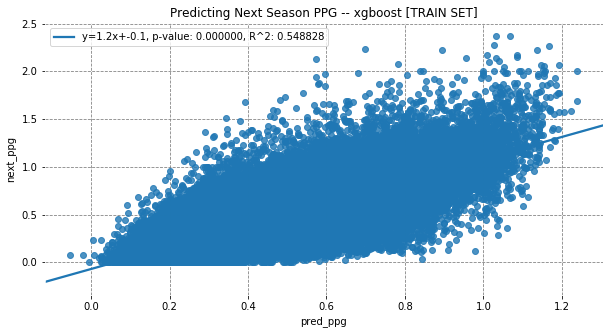 Predicting Next Season PPG -- xgboost [TRAIN SET]
y=1.2x+-0.1, p-value: 0.000000, R^2: 0.548828
2.5
2.0
1.5
1.0
0.5
0.0
next_ppg
0.0 0.2 0.4 0.6 0.8 1.0 1.2
pred_ppg